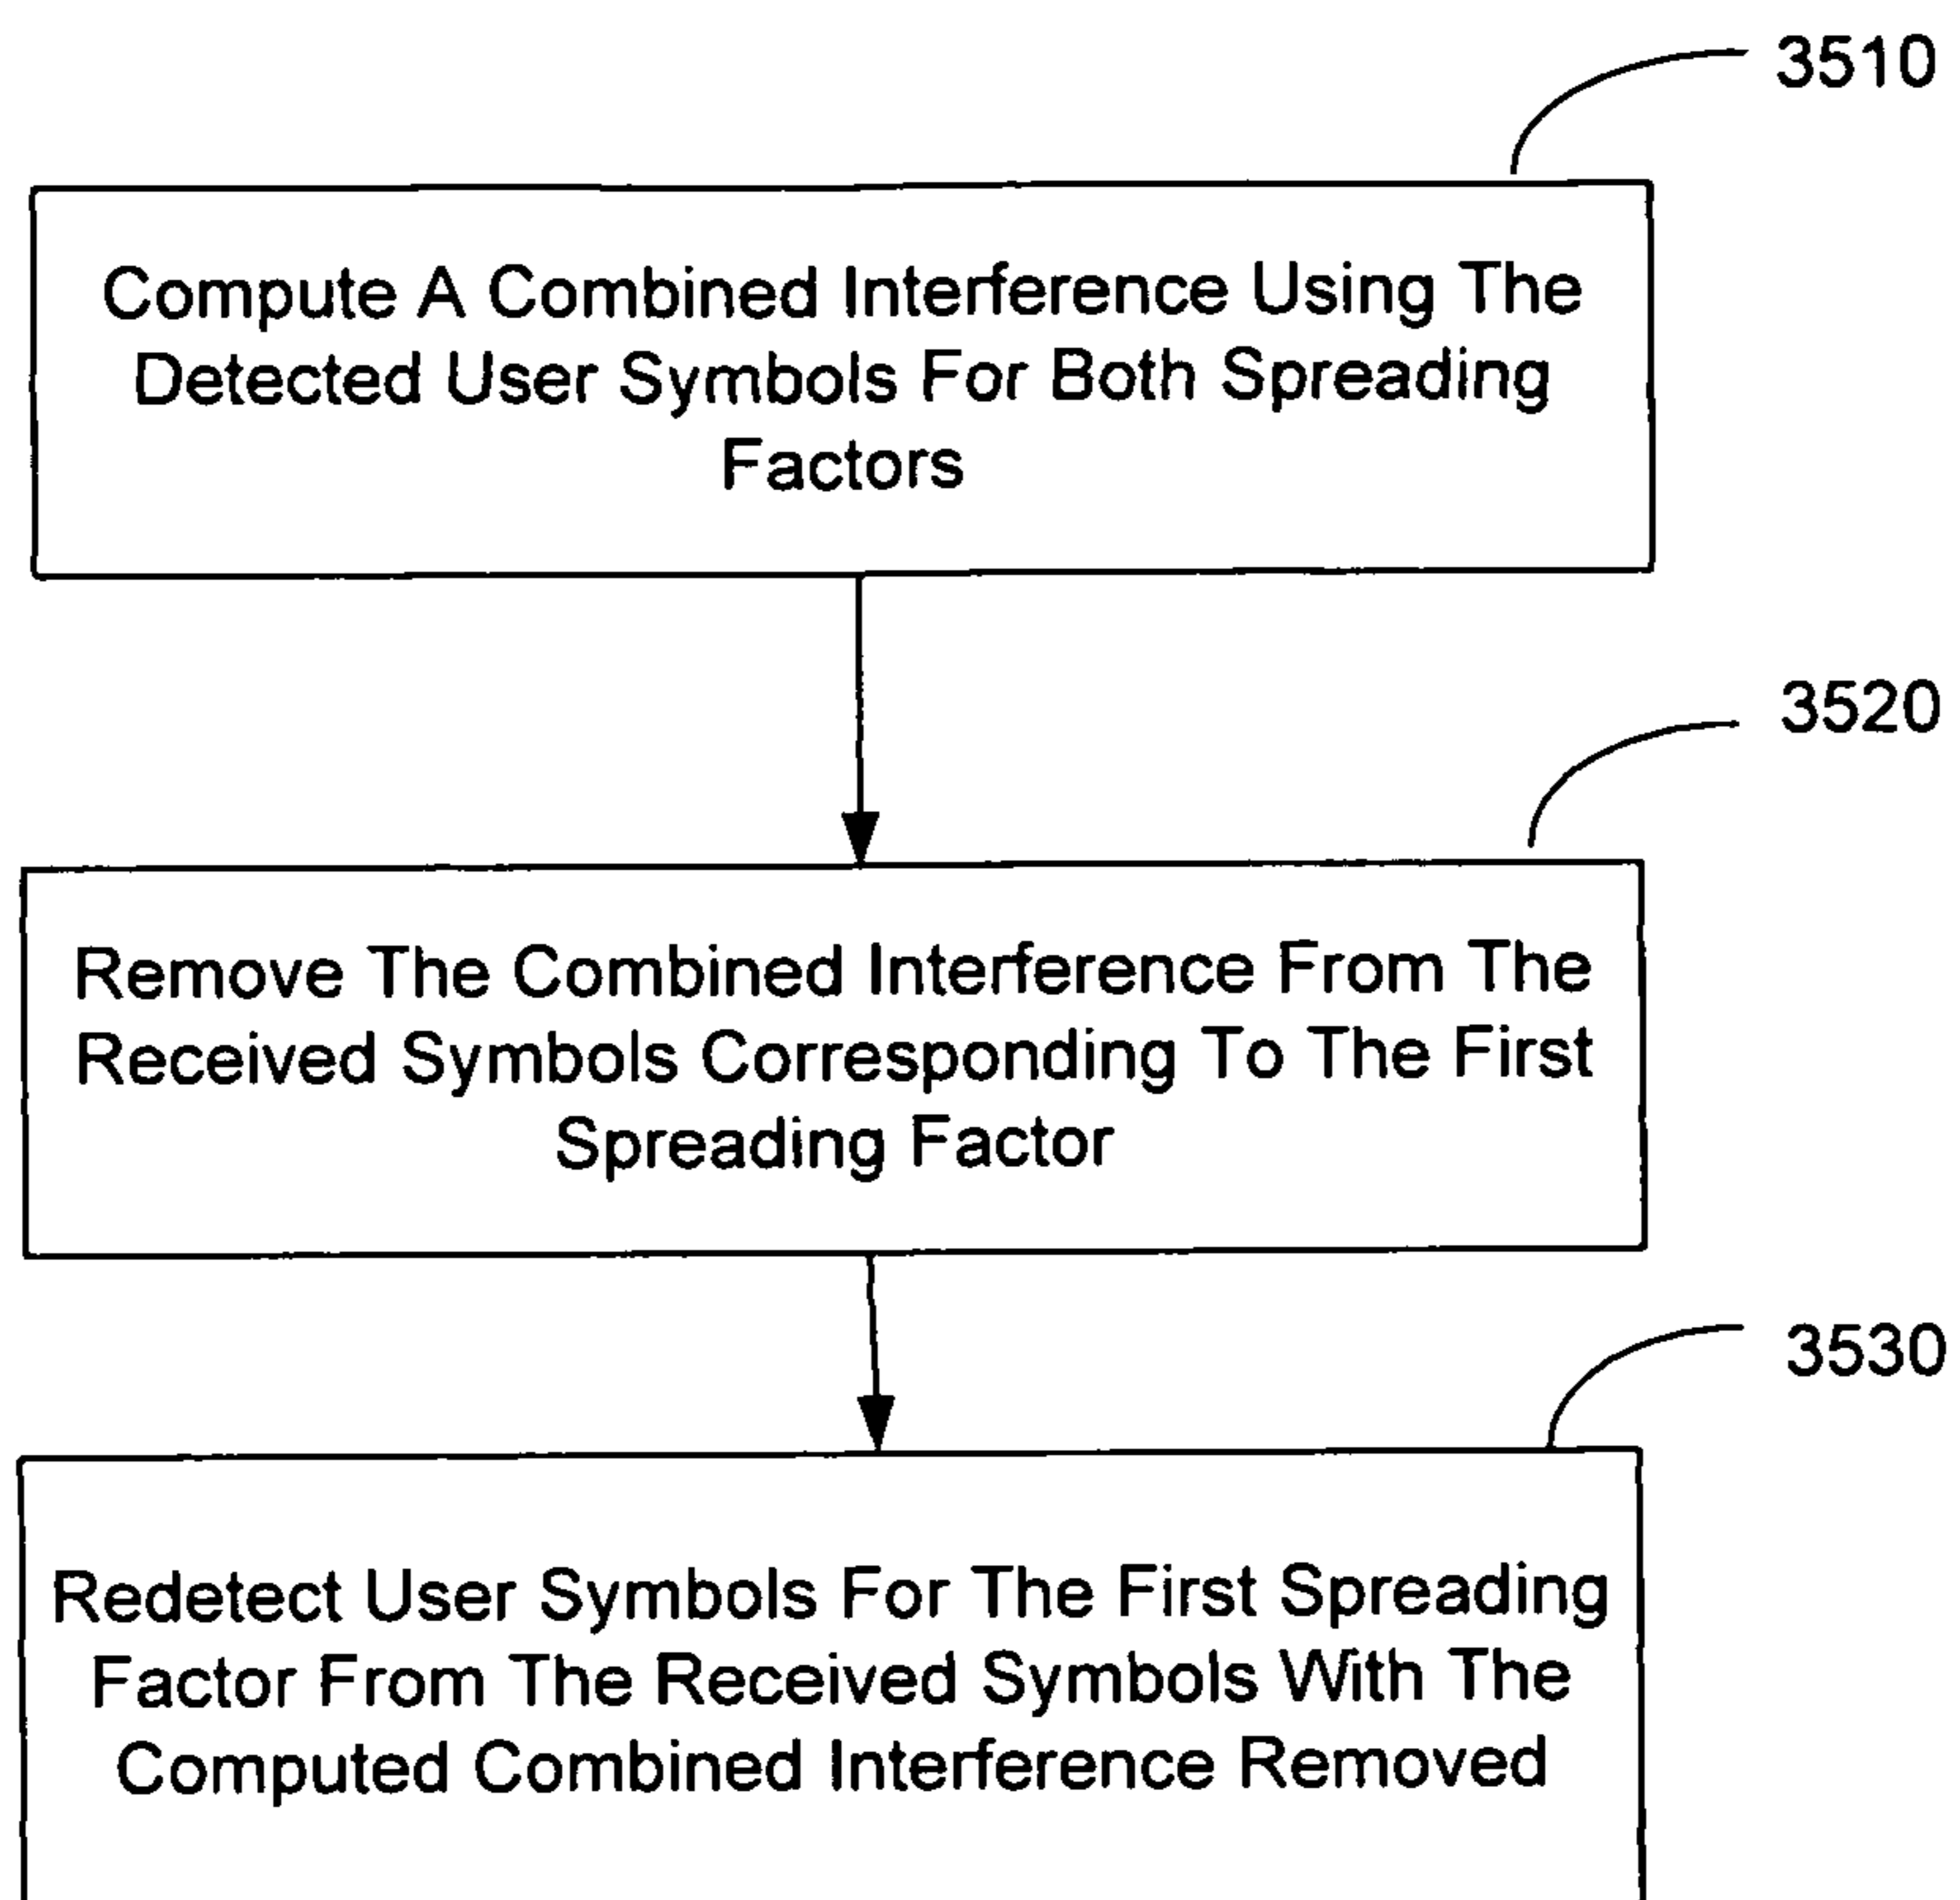 3510
Compute A Combined Interference Using The
Detected User Symbols For Both Spreading
Factors
3520
Remove The Combined Interference From The
Received Symbols Corresponding To The First
Spreading Factor
3530
Redetect User Symbols For The First Spreading
Factor From The Received Symbols With The
Computed Combined Interference Removed